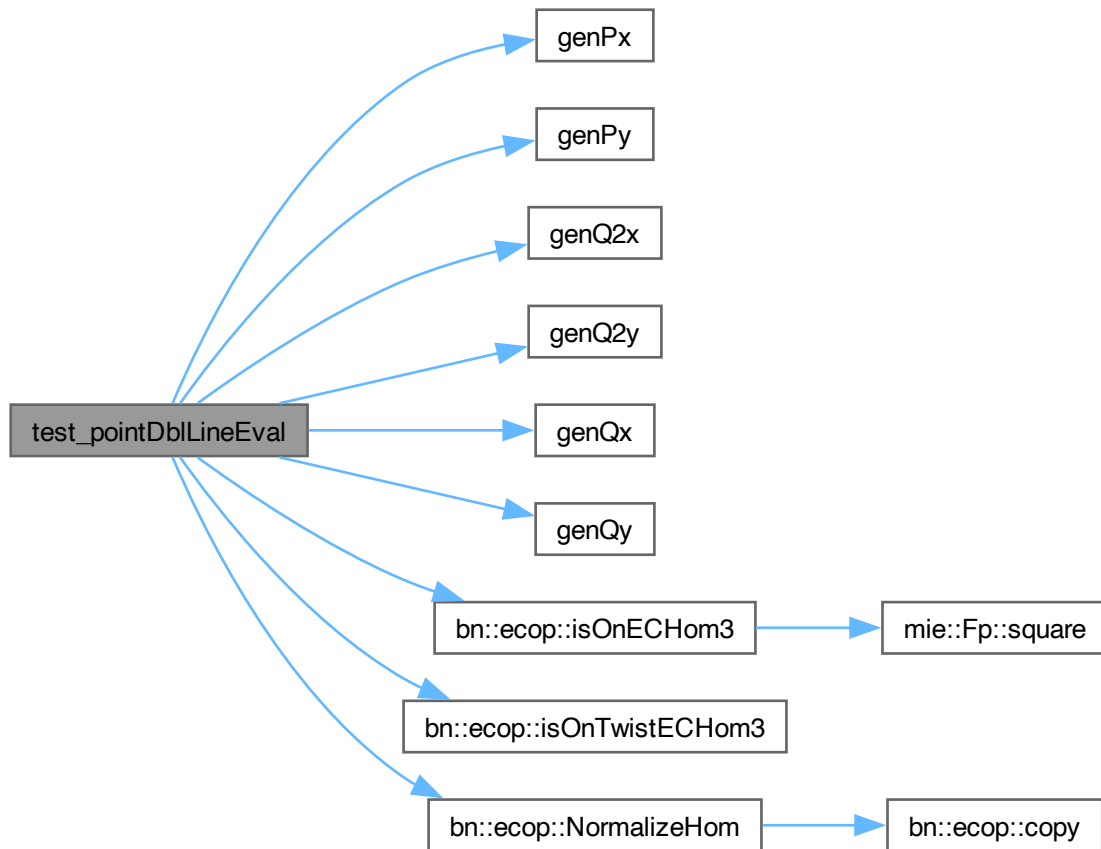 genPx
genPy
genQ2x
genQ2y
test_pointDblLineEval
genQx
genQy
bn::ecop::isOnECHom3
mie::Fp::square
bn::ecop::isOnTwistECHom3
bn::ecop::NormalizeHom
bn::ecop::copy